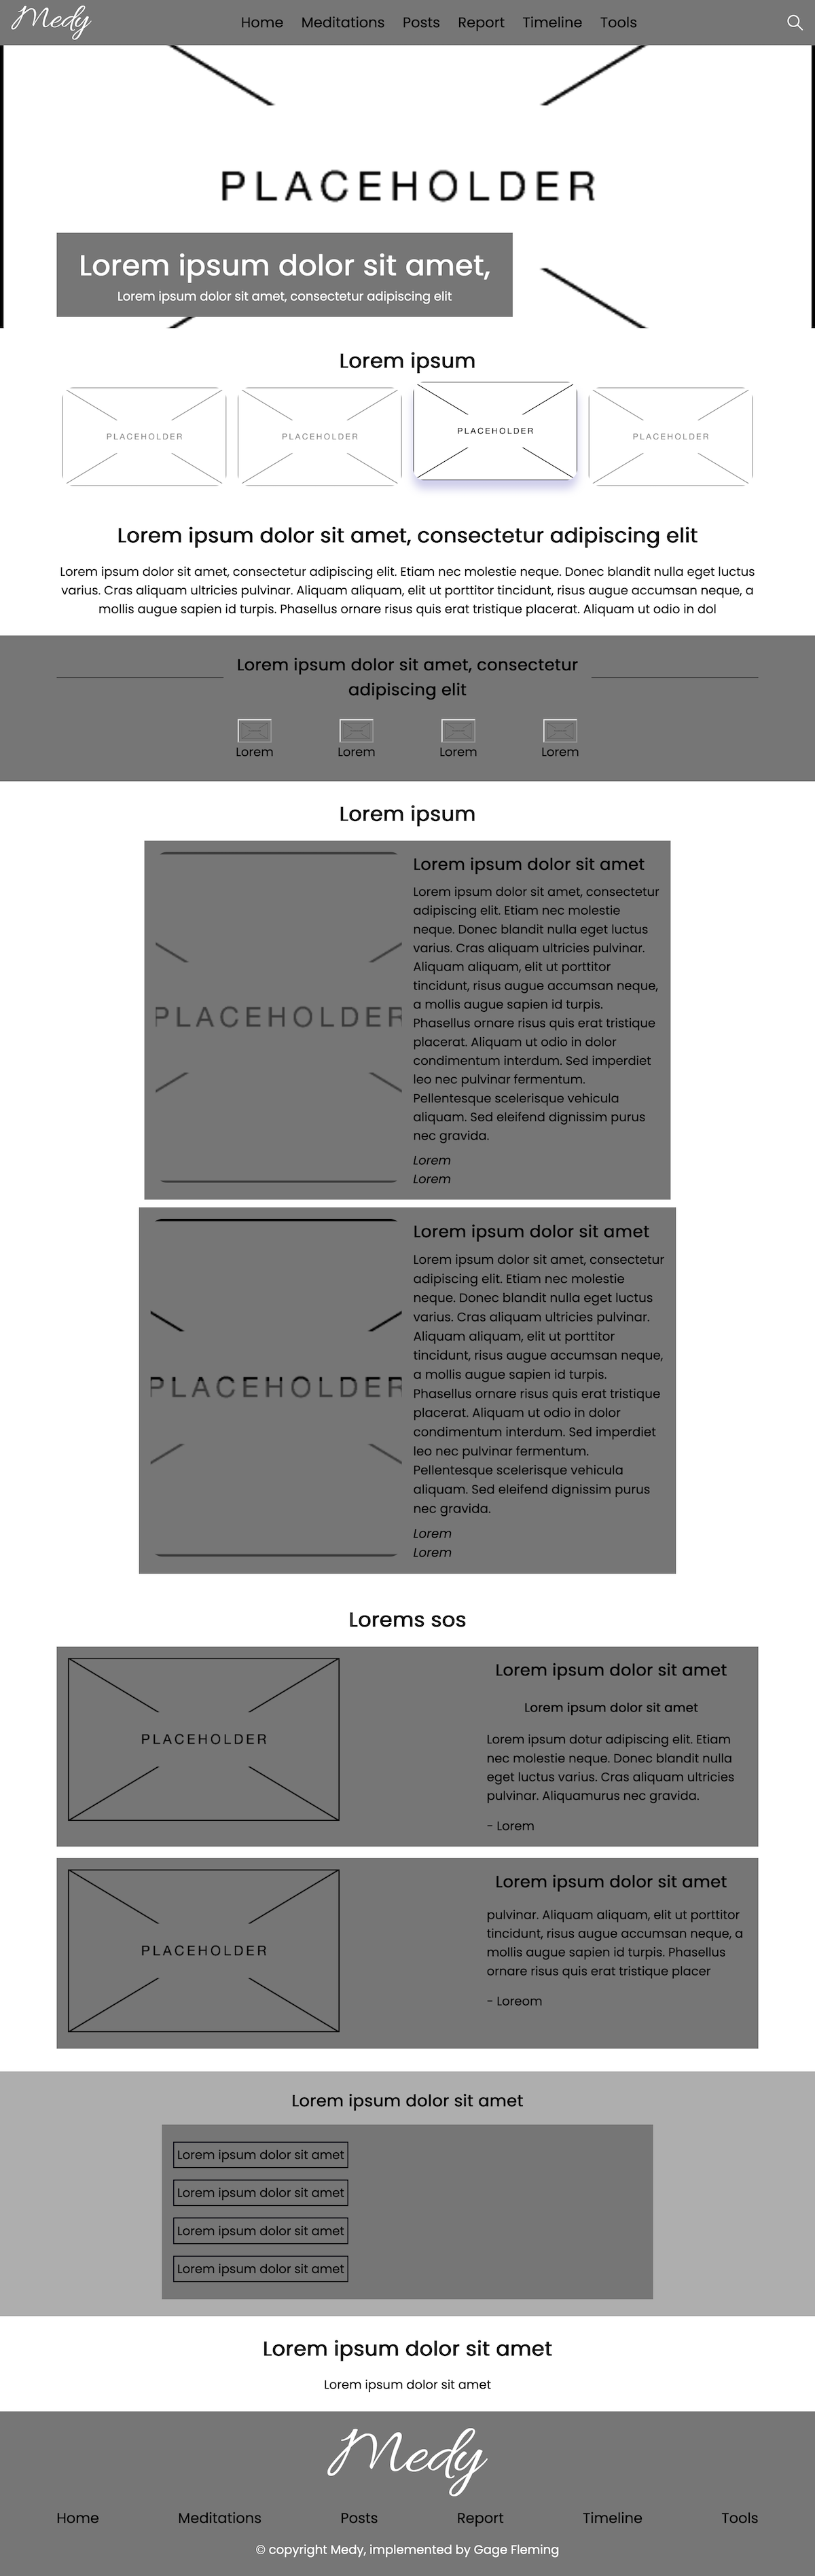 Medy
Home Meditations Posts Report Timeline Tools
PLACEHOLDER
Lorem ipsum dolor sit amet,
Lorem ipsum dolor sit amet, consectetur adipiscing elit
Lorem ipsum
PLACEHOLDER PLACEHOLDER PLACEHOLDER PLACEHOLDER
Lorem ipsum dolor sit amet, consectetur adipiscing elit
Lorem ipsum dolor sit amet, consectetur adipiscing elit. Etiam nec molestie neque. Donec blandit nulla eget luctus
varius. Cras aliquam ultricies pulvinar. Aliquam aliquam, elit ut porttitor tincidunt, risus augue accumsan neque, a
mollis augue sapien id turpis. Phasellus ornare risus quis erat tristique placerat. Aliquam ut odio in dol
Lorem ipsum dolor sit amet, consectetur
adipiscing elit
Lorem Lorem Lorem Lorem
Lorem ipsum
PLACEHOLDER
Lorem ipsum dolor sit amet
Lorem ipsum dolor sit amet, consectetur
adipiscing elit. Etiam nec molestie
neque. Donec blandit nulla eget luctus
varius. Cras aliquam ultricies pulvinar.
Aliquam aliquam, elit ut porttitor
tincidunt, risus augue accumsan neque,
a mollis augue sapien id turpis.
Phasellus ornare risus quis erat tristique
placerat. Aliquam ut odio in dolor
condimentum interdum. Sed imperdiet
leo nec pulvinar fermentum.
Pellentesque scelerisque vehicula
aliquam. Sed eleifend dignissim purus
nec gravida.
Lorem
Lorem
PLACEHOLDER
Lorem ipsum dolor sit amet
Lorem ipsum dolor sit amet, consectetur
adipiscing elit. Etiam nec molestie
neque. Donec blandit nulla eget luctus
varius. Cras aliquam ultricies pulvinar.
Aliquam aliquam, elit ut porttitor
tincidunt, risus augue accumsan neque,
a mollis augue sapien id turpis.
Phasellus ornare risus quis erat tristique
placerat. Aliquam ut odio in dolor
condimentum interdum. Sed imperdiet
leo nec pulvinar fermentum.
Pellentesque scelerisque vehicula
aliquam. Sed eleifend dignissim purus
nec gravida.
Lorem
Lorem
Lorems sos
PLACEHOLDER
Lorem ipsum dolor sit amet
Lorem ipsum dolor sit amet
Lorem ipsum dotur adipiscing elit. Etiam
nec molestie neque. Donec blandit nulla
eget luctus varius. Cras aliquam ultricies
pulvinar. Aliquamurus nec gravida.
- Lorem
PLACEHOLDER
Lorem ipsum dolor sit amet
pulvinar. Aliquam aliquam, elit ut porttitor
tincidunt, risus augue accumsan neque, a
mollis augue sapien id turpis. Phasellus
ornare risus quis erat tristique placer
- Loreom
Lorem ipsum dolor sit amet
Lorem ipsum dolor sit amet
Lorem ipsum dolor sit amet
Lorem ipsum dolor sit amet
Lorem ipsum dolor sit amet
Lorem ipsum dolor sit amet
Lorem ipsum dolor sit amet
Medy
Home Meditations Posts Report Timeline Tools
© copyright Medy, implemented by Gage Fleming